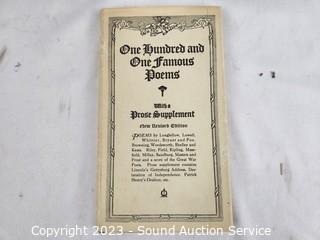 One Hundred and
One Famous
Poems
With a
Prose Supplement
New Revised Edition
POEMS by Longfellow, Lowell,
Whittier, Bryant and Poe.
Browning, Wordsworth, Shelley and
Keats. Riley, Field, Kipling, Mase-
field, Millay, Sandburg, Masters and
Frost and a score of the Great War
Poets. Prose supplement contains
Lincoln's Gettysburg Address, Dec-
laration of Independence, Patrick
Henry's Oration, etc.
Copyright 2023 - Sound Auction Service